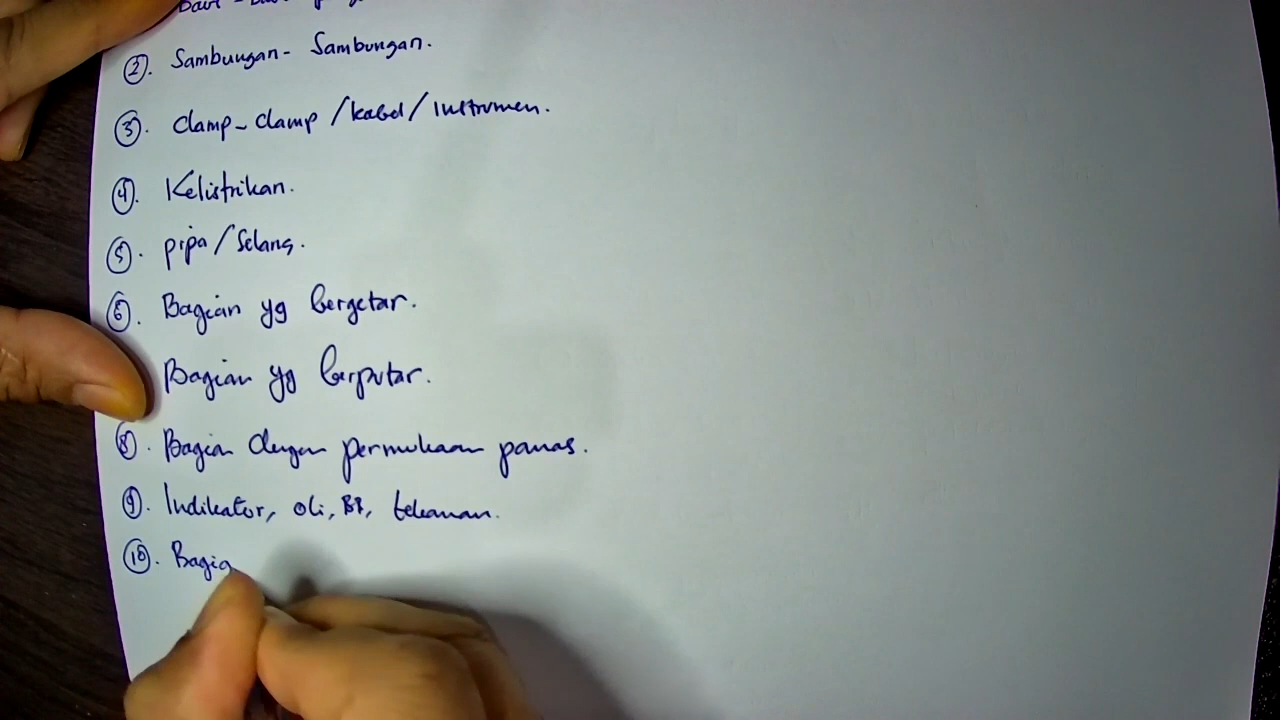 ②. Sambungan- Sambungan.
③. Clamp-clamp /kabel/ Instrumen.
④. Kelistrikan.
⑤. pipa/Selang.
⑥. Bagian yg bergetar.
Bagian yg berputar.
⑧. Bagian dengan permukaan panas.
⑨. Indikator, oli, BB, tekanan.
⑩. Bagia